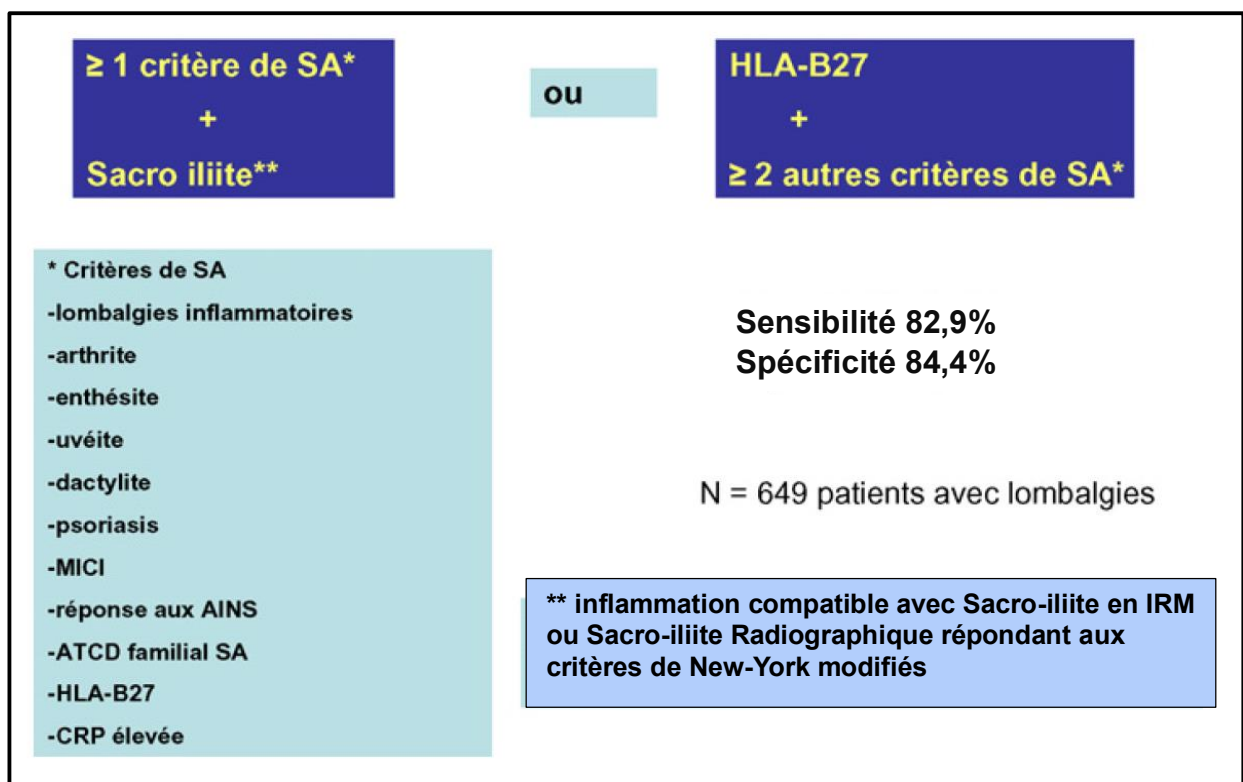 ≥ 1 critère de SA*
+
Sacro iliite**
ou
HLA-B27
+
≥ 2 autres critères de SA*
* Critères de SA
-lombalgies inflammatoires
-arthrite
-enthésite
-uvéite
-dactylite
-psoriasis
-MICI
-réponse aux AINS
-ATCD familial SA
-HLA-B27
-CRP élevée
Sensibilité 82,9%
Spécificité 84,4%
N = 649 patients avec lombalgies
** inflammation compatible avec Sacro-iliite en IRM
ou Sacro-iliite Radiographique répondant aux
critères de New-York modifiés